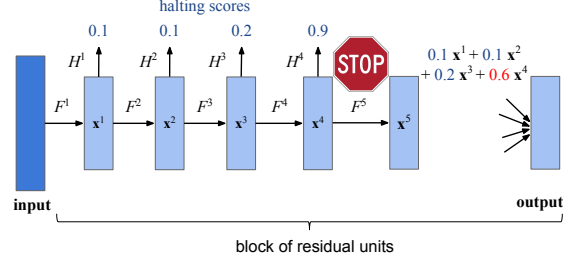 halting scores
0.1 0.1 0.2 0.9
H¹ H² H³ H⁴
STOP
0.1 x¹ + 0.1 x²
+ 0.2 x³ + 0.6 x⁴
F¹ F² F³ F⁴ F⁵
x¹ x² x³ x⁴ x⁵
input output
block of residual units